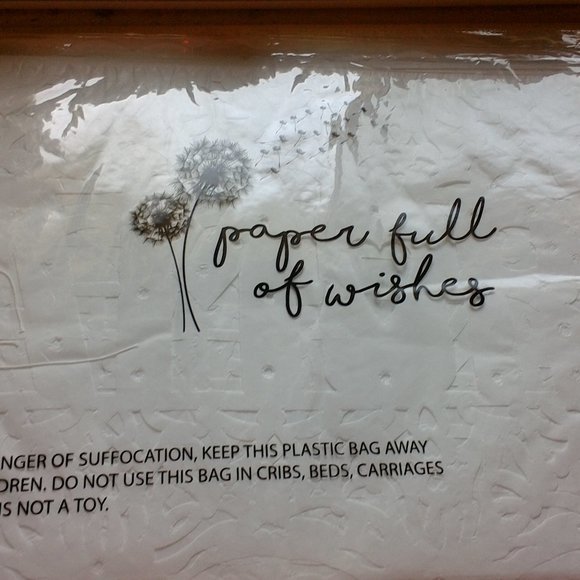 paper full
of wishes
NGER OF SUFFOCATION, KEEP THIS PLASTIC BAG AWAY
DREN. DO NOT USE THIS BAG IN CRIBS, BEDS, CARRIAGES
IS NOT A TOY.